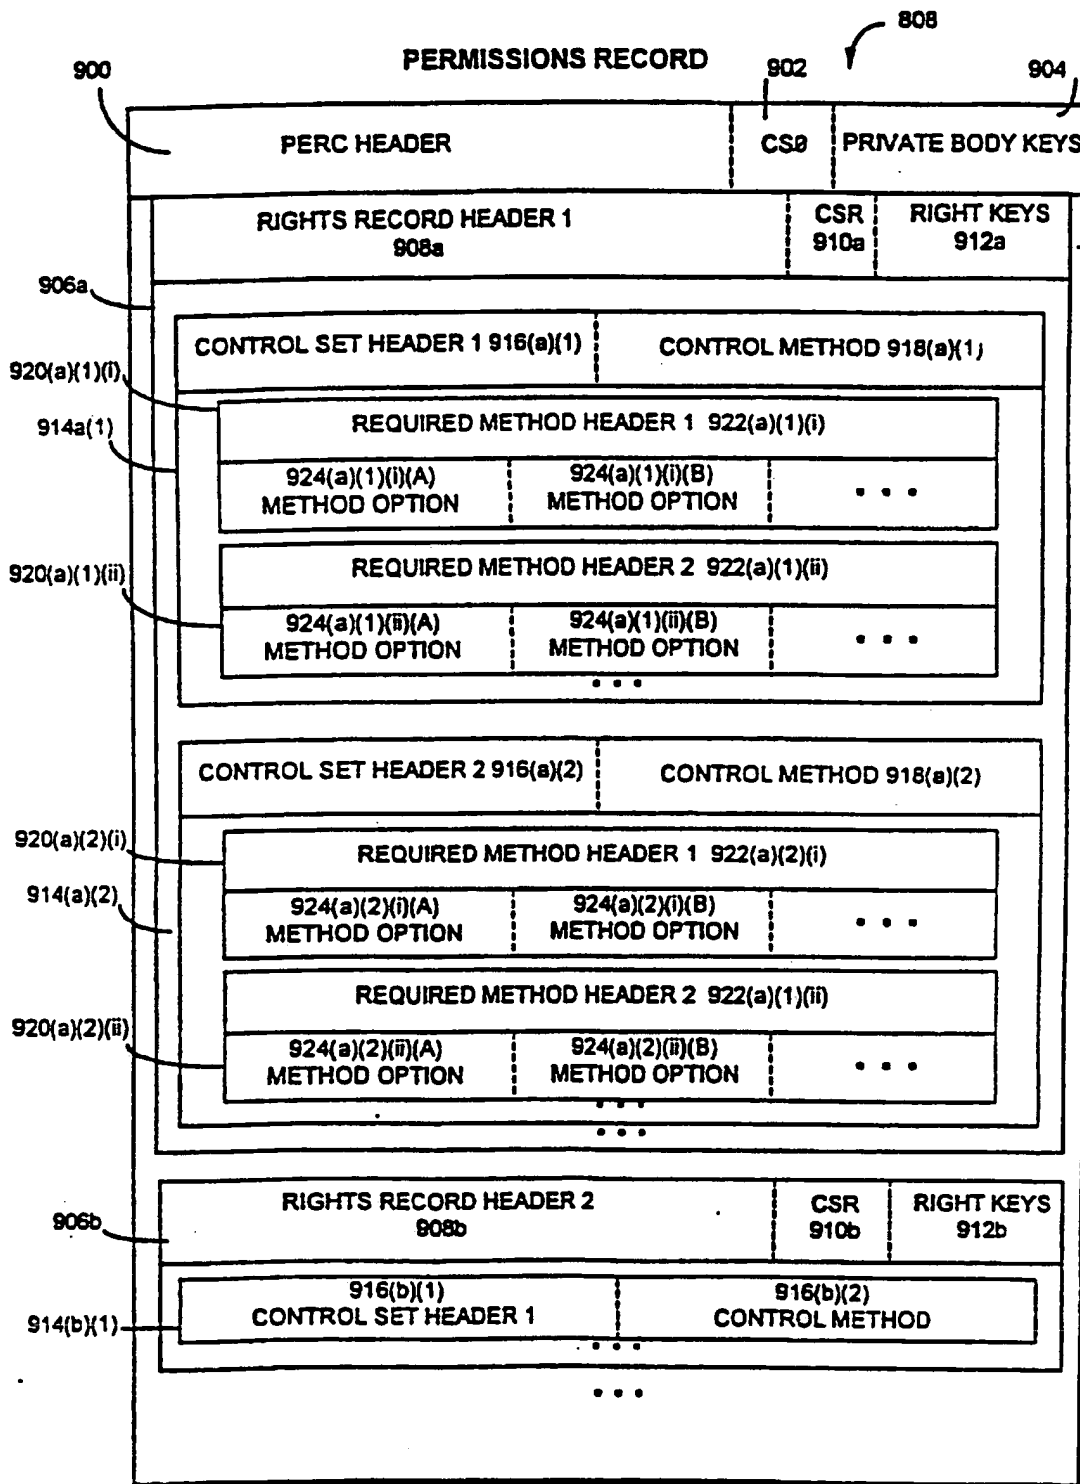 808
PERMISSIONS RECORD
900
902
904
PERC HEADER
CS0
PRIVATE BODY KEYS
RIGHTS RECORD HEADER 1
908a
CSR
910a
RIGHT KEYS
912a
906a
CONTROL SET HEADER 1 916(a)(1)
CONTROL METHOD 918(a)(1)
920(a)(1)(i)
914a(1)
REQUIRED METHOD HEADER 1 922(a)(1)(i)
924(a)(1)(i)(A)
METHOD OPTION
924(a)(1)(i)(B)
METHOD OPTION
• • •
920(a)(1)(ii)
REQUIRED METHOD HEADER 2 922(a)(1)(ii)
924(a)(1)(ii)(A)
METHOD OPTION
924(a)(1)(ii)(B)
METHOD OPTION
• • •
• • •
CONTROL SET HEADER 2 916(a)(2)
CONTROL METHOD 918(a)(2)
920(a)(2)(i)
914(a)(2)
REQUIRED METHOD HEADER 1 922(a)(2)(i)
924(a)(2)(i)(A)
METHOD OPTION
924(a)(2)(i)(B)
METHOD OPTION
• • •
920(a)(2)(ii)
REQUIRED METHOD HEADER 2 922(a)(1)(ii)
924(a)(2)(ii)(A)
METHOD OPTION
924(a)(2)(ii)(B)
METHOD OPTION
• • •
• • •
• • •
906b
RIGHTS RECORD HEADER 2
908b
CSR
910b
RIGHT KEYS
912b
914(b)(1)
916(b)(1)
CONTROL SET HEADER 1
916(b)(2)
CONTROL METHOD
• • •
• • •